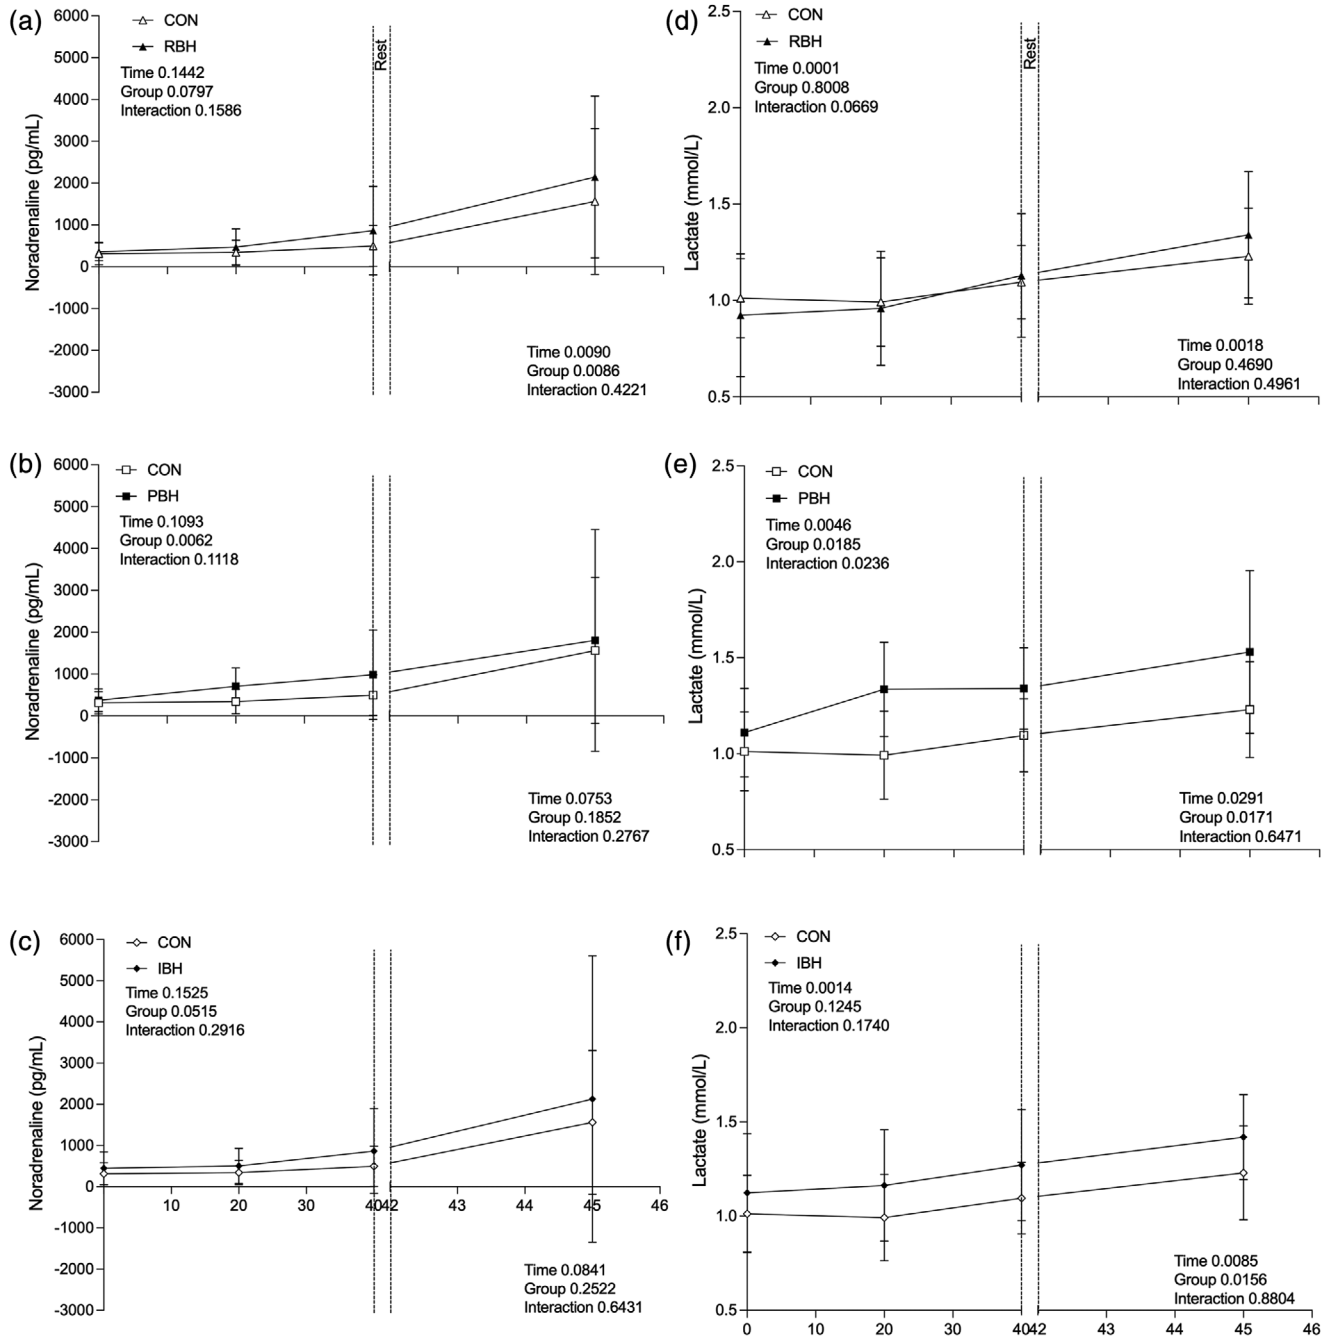 (a)
6000
5000
4000
3000
2000
1000
0
-1000
-2000
-3000
Noradrenaline (pg/mL)
CON
RBH
Time 0.1442
Group 0.0797
Interaction 0.1586
Rest
Time 0.0090
Group 0.0086
Interaction 0.4221
(d)
2.5
2.0
1.5
1.0
0.5
Lactate (mmol/L)
CON
RBH
Time 0.0001
Group 0.8008
Interaction 0.0669
Rest
Time 0.0018
Group 0.4690
Interaction 0.4961
(b)
6000
5000
4000
3000
2000
1000
0
-1000
-2000
-3000
Noradrenaline (pg/mL)
CON
PBH
Time 0.1093
Group 0.0062
Interaction 0.1118
Time 0.0753
Group 0.1852
Interaction 0.2767
(e)
2.5
2.0
1.5
1.0
0.5
Lactate (mmol/L)
CON
PBH
Time 0.0046
Group 0.0185
Interaction 0.0236
Time 0.0291
Group 0.0171
Interaction 0.6471
(c)
6000
5000
4000
3000
2000
1000
0
-1000
-2000
-3000
Noradrenaline (pg/mL)
CON
IBH
Time 0.1525
Group 0.0515
Interaction 0.2916
10 20 30 40 42 43 44 45 46
Time 0.0841
Group 0.2522
Interaction 0.6431
(f)
2.5
2.0
1.5
1.0
0.5
Lactate (mmol/L)
CON
IBH
Time 0.0014
Group 0.1245
Interaction 0.1740
Time 0.0085
Group 0.0156
Interaction 0.8804
0 10 20 30 40 42 43 44 45 46